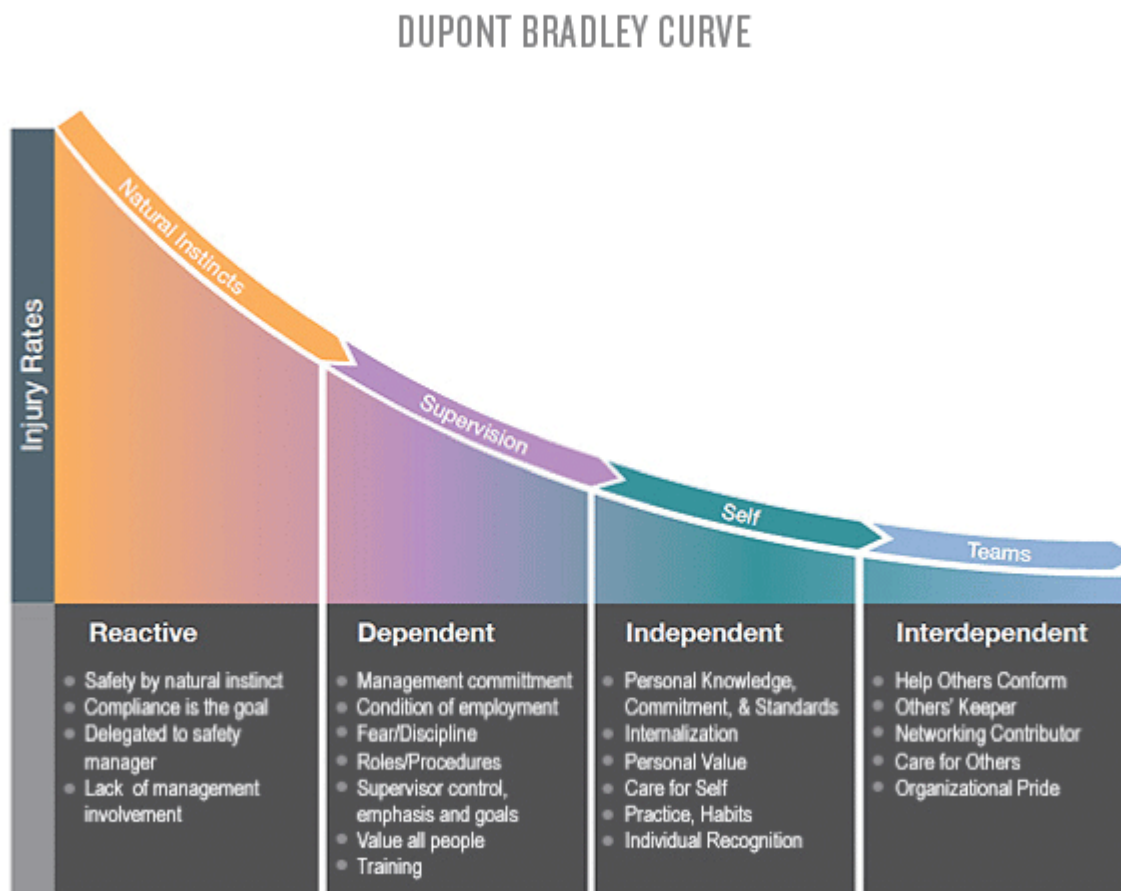 DUPONT BRADLEY CURVE
Injury Rates
Natural Instincts
Supervision
Self
Teams
Reactive
Safety by natural instinct
Compliance is the goal
Delegated to safety
manager
Lack of management
involvement
Dependent
Management committment
Condition of employment
Fear/Discipline
Roles/Procedures
Supervisor control,
emphasis and goals
Value all people
Training
Independent
Personal Knowledge,
Commitment, & Standards
Internalization
Personal Value
Care for Self
Practice, Habits
Individual Recognition
Interdependent
Help Others Conform
Others' Keeper
Networking Contributor
Care for Others
Organizational Pride